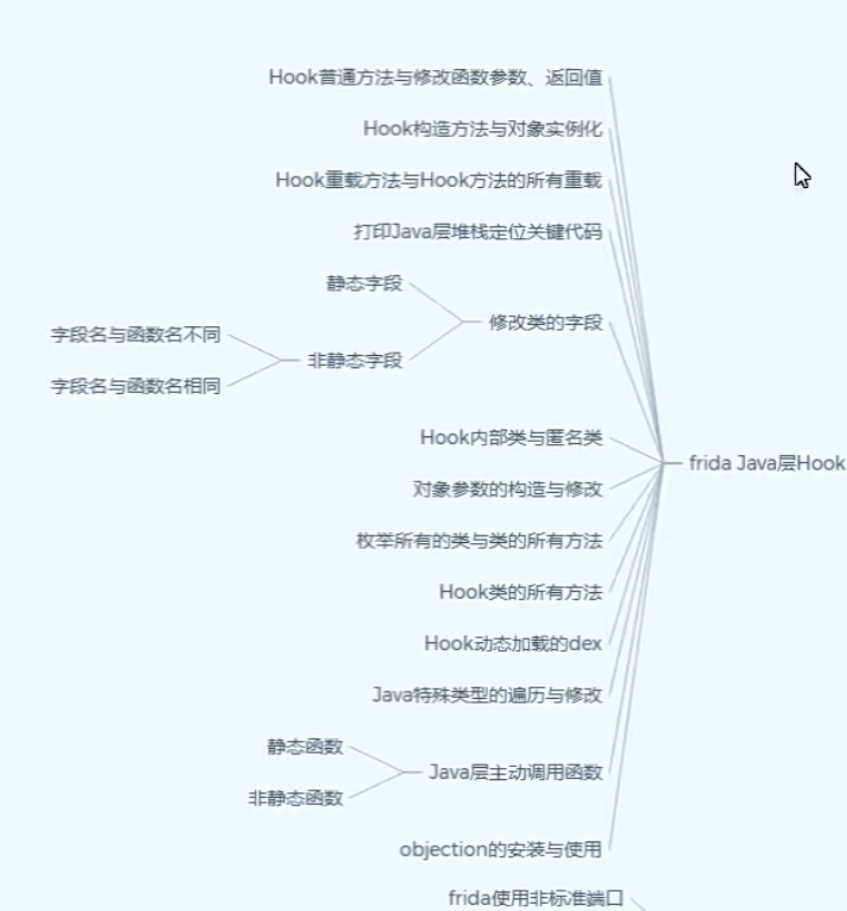 Hook普通方法与修改函数参数、返回值
Hook构造方法与对象实例化
Hook重载方法与Hook方法的所有重载
打印Java层堆栈定位关键代码
静态字段
修改类的字段
字段名与函数名不同
非静态字段
字段名与函数名相同
Hook内部类与匿名类
frida Java层Hook
对象参数的构造与修改
枚举所有的类与类的所有方法
Hook类的所有方法
Hook动态加载的dex
Java特殊类型的遍历与修改
静态函数
Java层主动调用函数
非静态函数
objection的安装与使用
frida使用非标准端口